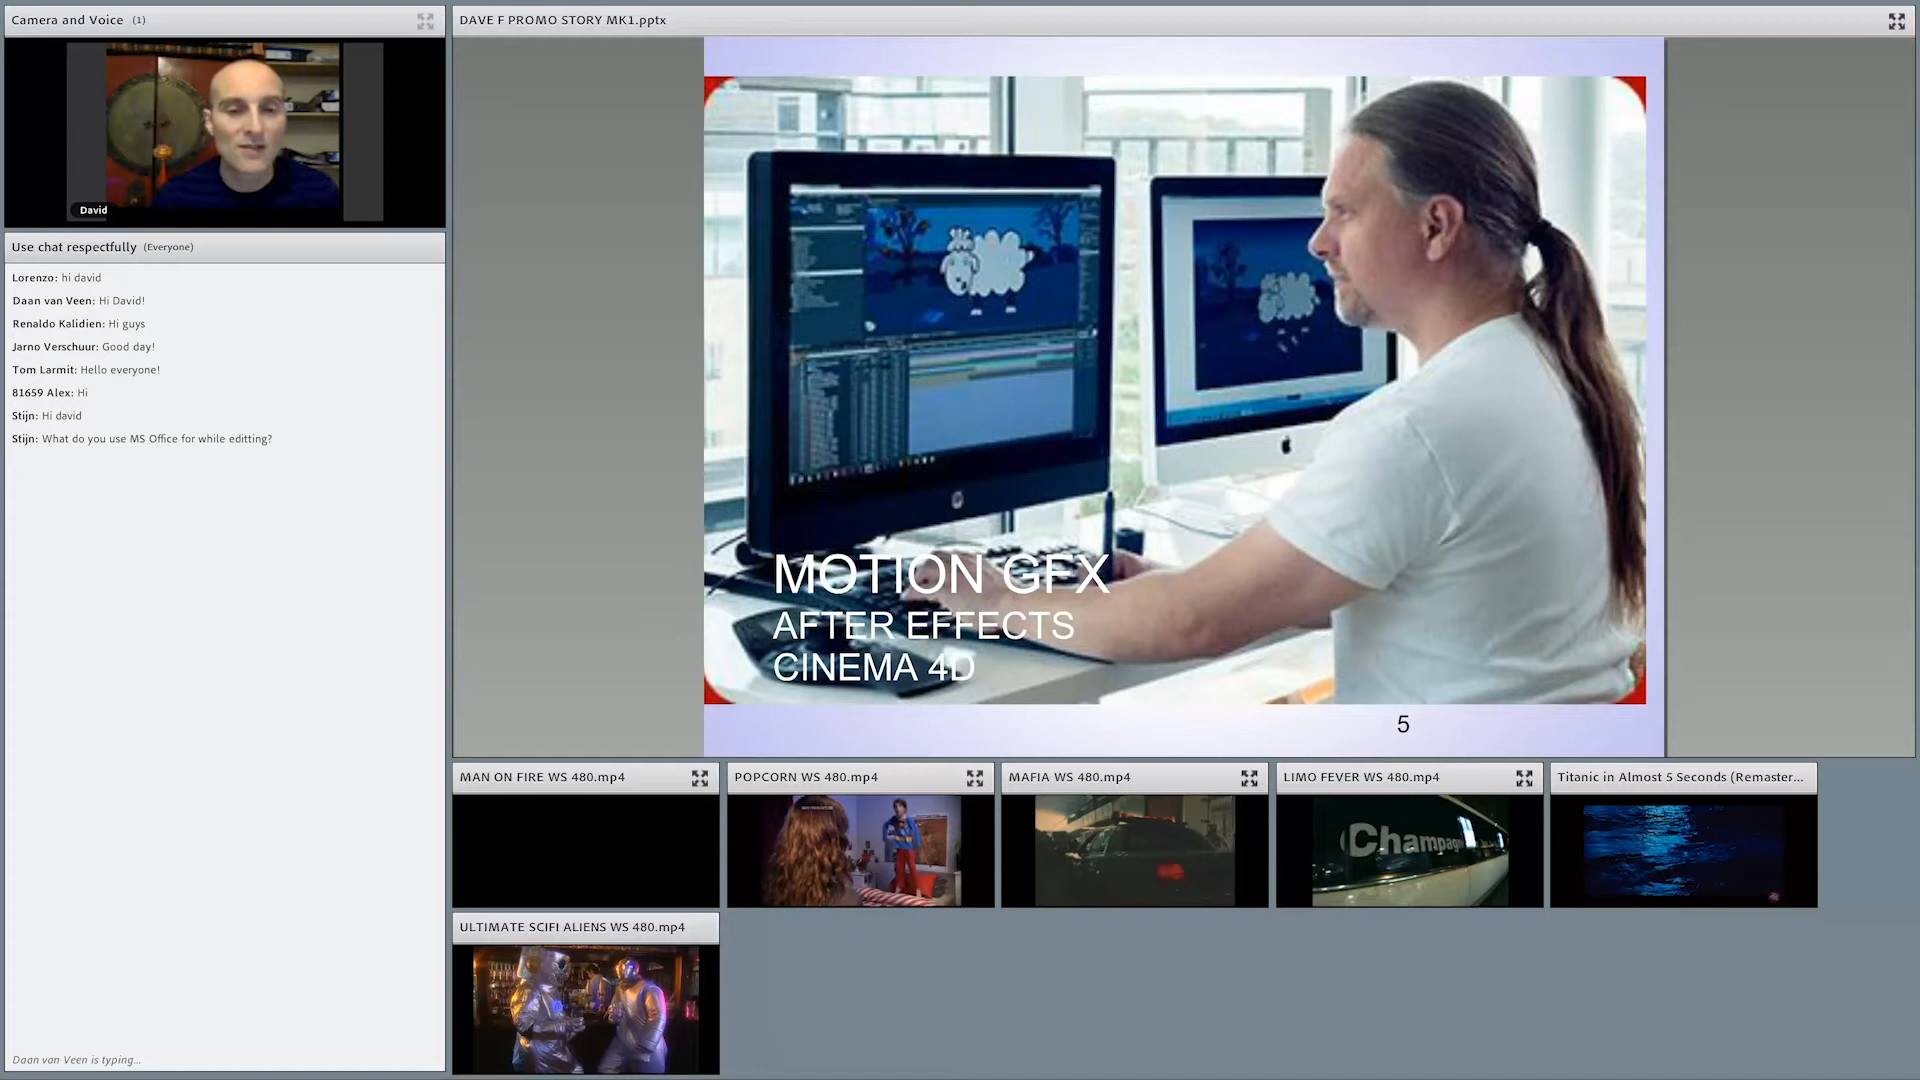 Camera and Voice (1)
David
Use chat respectfully (Everyone)
Lorenzo: hi david
Daan van Veen: Hi David!
Renaldo Kalidien: Hi guys
Jarno Verschuur: Good day!
Tom Larmit: Hello everyone!
81659 Alex: Hi
Stijn: Hi david
Stijn: What do you use MS Office for while editting?
Daan van Veen is typing...
DAVE F PROMO STORY MK1.pptx
MOTION GFX
AFTER EFFECTS
CINEMA 4D
5
MAN ON FIRE WS 480.mp4
POPCORN WS 480.mp4
MAFIA WS 480.mp4
LIMO FEVER WS 480.mp4
Titanic in Almost 5 Seconds (Remaster...
Champag
ULTIMATE SCIFI ALIENS WS 480.mp4